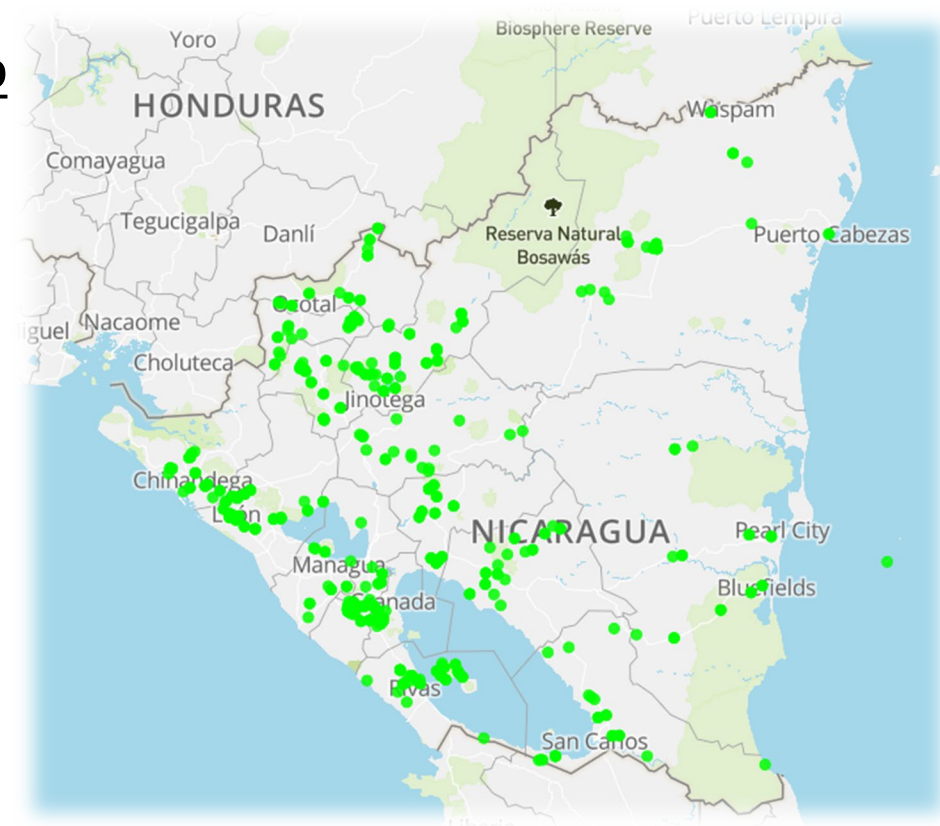 Puerto Lempira
Biosphere Reserve
Yoro
HONDURAS
Waspam
Comayagua
Tegucigalpa
Danlí
Reserva Natural
Bosawás
Puerto Cabezas
Ocotal
Nacaome
Choluteca
Jinotega
Chinandega
León
NICARAGUA
Pearl City
Managua
Granada
Bluefields
Rivas
San Carlos